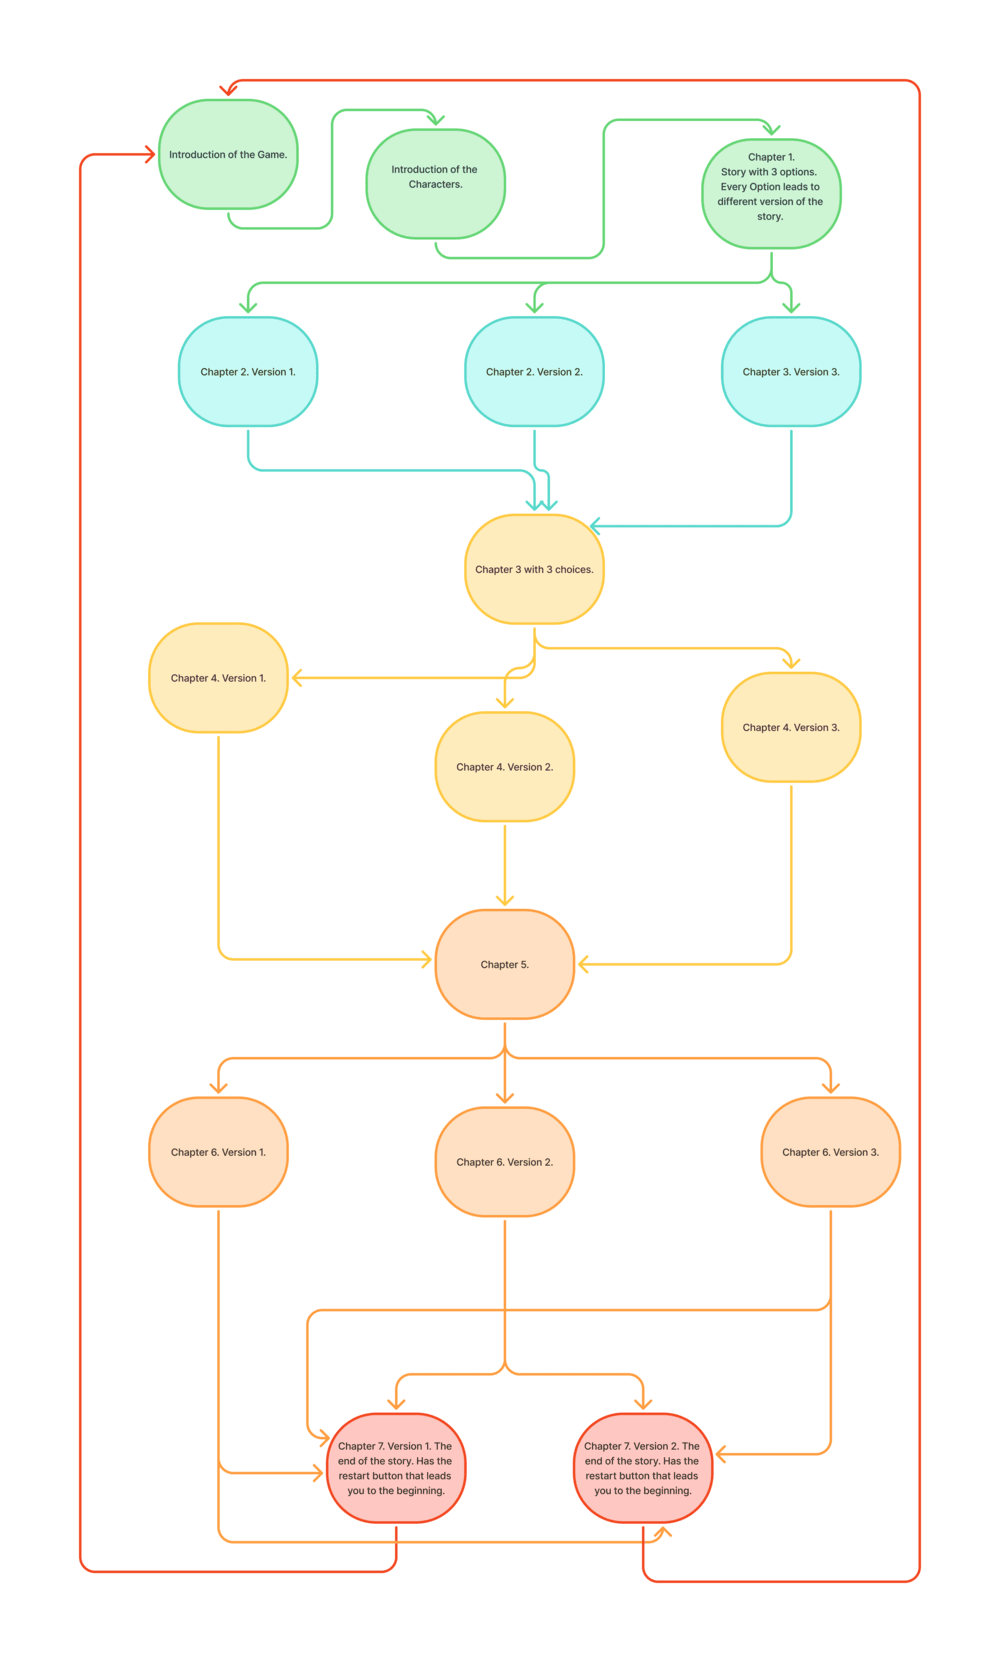 Introduction of the Game.
Introduction of the
Characters.
Chapter 1.
Story with 3 options.
Every Option leads to
different version of the
story.
Chapter 2. Version 1.
Chapter 2. Version 2.
Chapter 3. Version 3.
Chapter 3 with 3 choices.
Chapter 4. Version 1.
Chapter 4. Version 3.
Chapter 4. Version 2.
Chapter 5.
Chapter 6. Version 1.
Chapter 6. Version 2.
Chapter 6. Version 3.
Chapter 7. Version 1. The
end of the story. Has the
restart button that leads
you to the beginning.
Chapter 7. Version 2. The
end of the story. Has the
restart button that leads
you to the beginning.